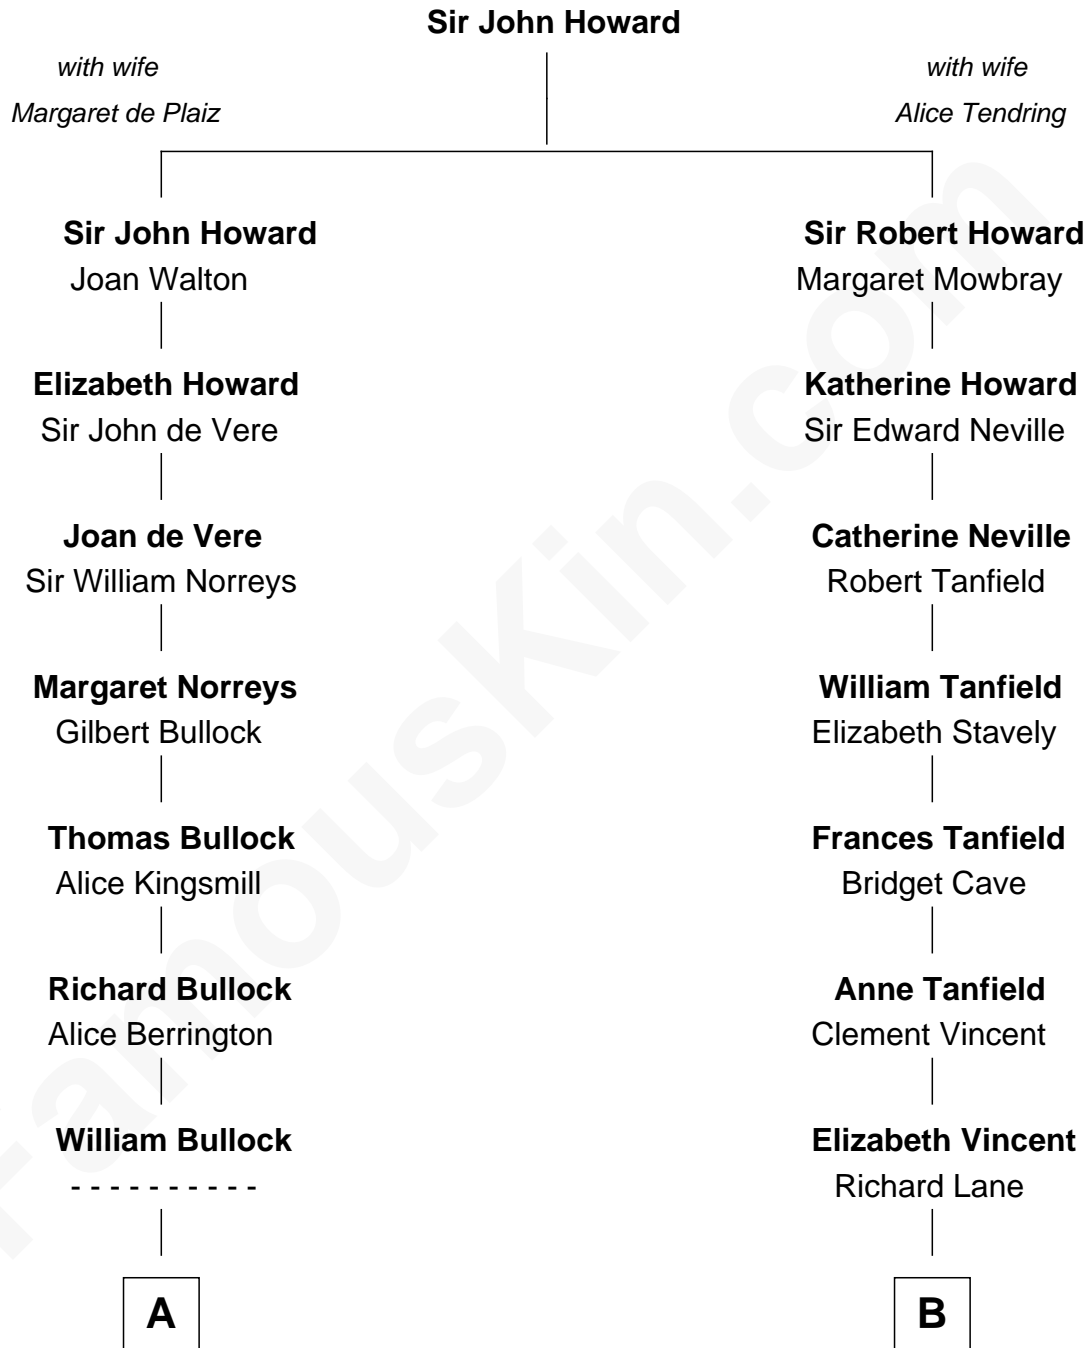 Sir John Howard
with wife
Margaret de Plaiz
with wife
Alice Tendring
Sir John Howard
Joan Walton
Sir Robert Howard
Margaret Mowbray
Elizabeth Howard
Sir John de Vere
Katherine Howard
Sir Edward Neville
Joan de Vere
Sir William Norreys
Catherine Neville
Robert Tanfield
Margaret Norreys
Gilbert Bullock
William Tanfield
Elizabeth Stavely
Thomas Bullock
Alice Kingsmill
Frances Tanfield
Bridget Cave
Richard Bullock
Alice Berrington
Anne Tanfield
Clement Vincent
William Bullock
- - - - - - - - - -
Elizabeth Vincent
Richard Lane
A
B
FamousKin.com